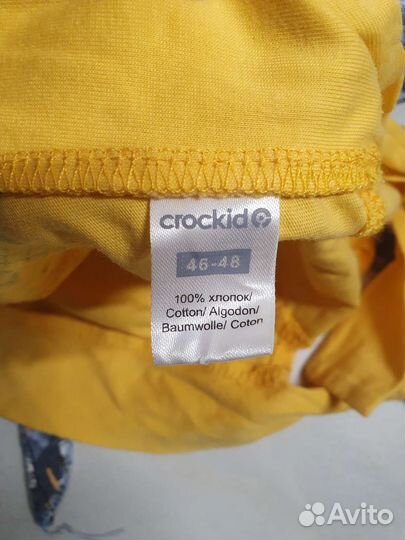 crockid
46-48
100% хлопок/
Cotton/ Algodon/
Baumwolle/ Coton
Avito